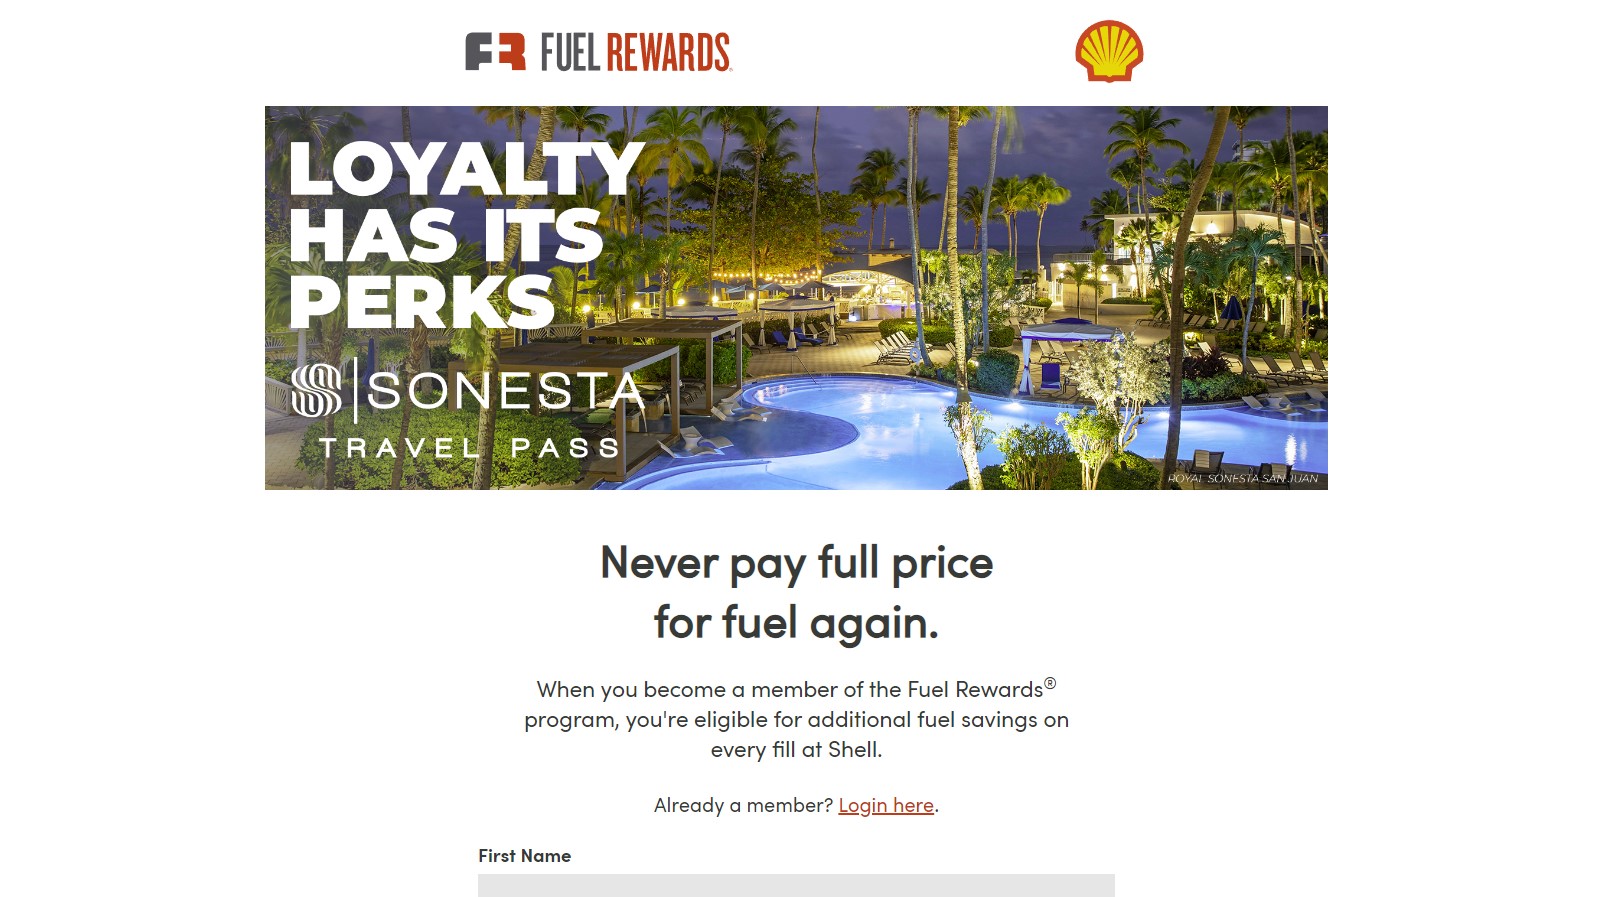 FR FUEL REWARDS
LOYALTY
HAS ITS
PERKS
SONESTA
TRAVEL PASS
ROYAL SONESTA SAN JUAN
Never pay full price
for fuel again.
When you become a member of the Fuel Rewards®
program, you're eligible for additional fuel savings on
every fill at Shell.
Already a member? Login here.
First Name